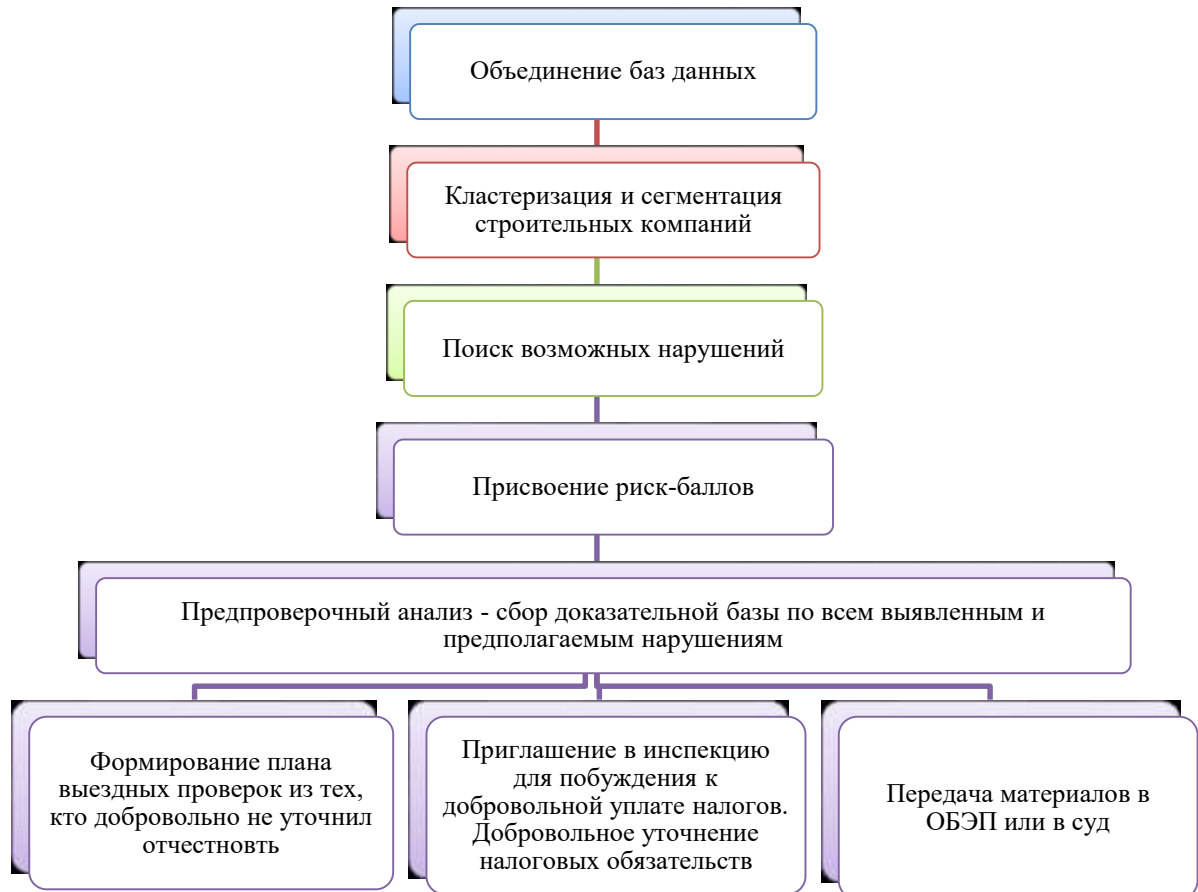 Объединение баз данных
Кластеризация и сегментация
строительных компаний
Поиск возможных нарушений
Присвоение риск-баллов
Предпроверочный анализ - сбор доказательной базы по всем выявленным и
предполагаемым нарушениям
Формирование плана
выездных проверок из тех,
кто добровольно не уточнил
отчестновть
Приглашение в инспекцию
для побуждения к
добровольной уплате налогов.
Добровольное уточнение
налоговых обязательств
Передача материалов в
ОБЭП или в суд